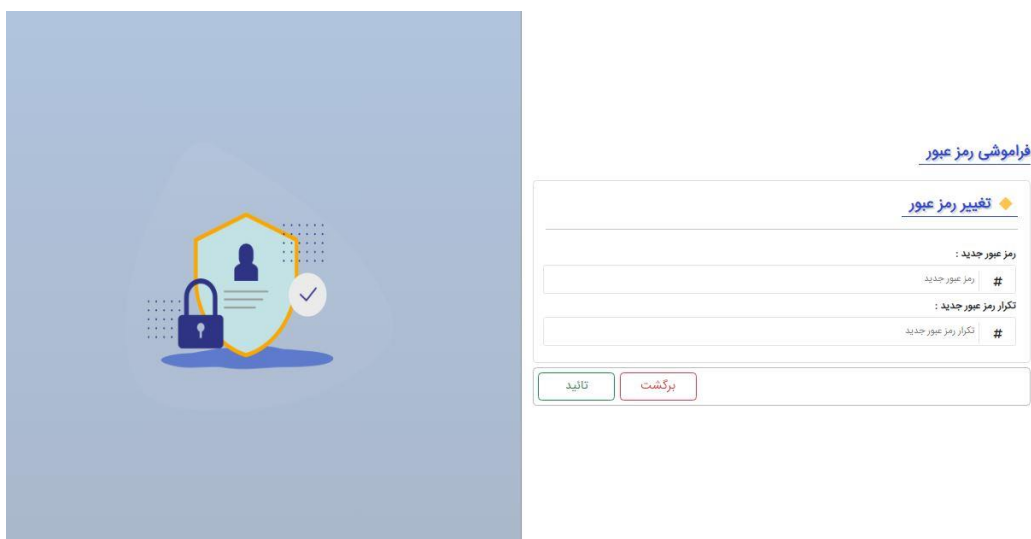 فراموشی رمز عبور
تغییر رمز عبور
رمز عبور جدید :
# رمز عبور جدید
تکرار رمز عبور جدید :
# تکرار رمز عبور جدید
برگشت تائید